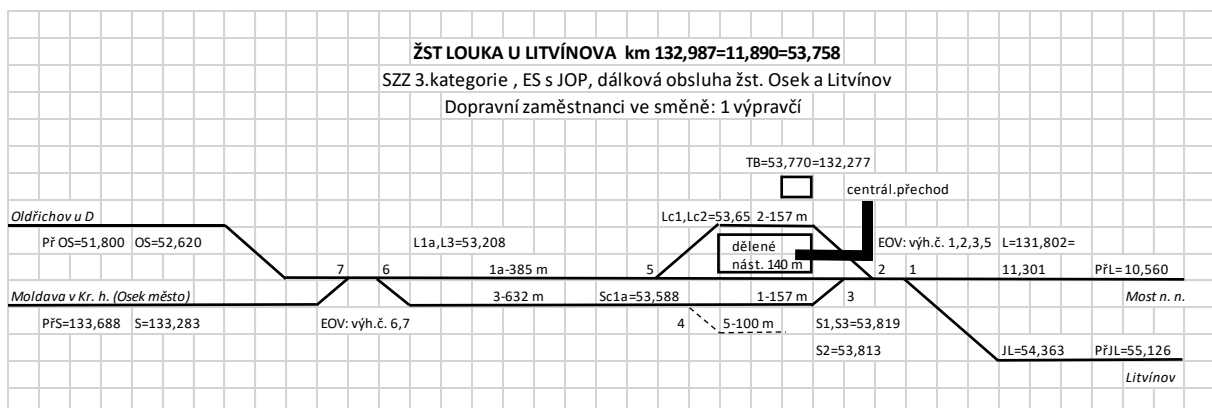 ŽST LOUKA U LITVÍNOVA km 132,987=11,890=53,758
SZZ 3.kategorie , ES s JOP, dálková obsluha žst. Osek a Litvínov
Dopravní zaměstnanci ve směně: 1 výpravčí
TB=53,770=132,277
centrál.přechod
Oldřichov u D
Lc1,Lc2=53,65 2-157 m
Př OS=51,800 OS=52,620
L1a,L3=53,208
dělené
nást. 140 m
EOV: výh.č. 1,2,3,5 L=131,802=
7 6 1a-385 m 5 2 1 11,301 PřL= 10,560
Moldava v Kr. h. (Osek město)
3-632 m Sc1a=53,588 1-157 m 3
Most n. n.
PřS=133,688 S=133,283 EOV: výh.č. 6,7 4 5-100 m S1,S3=53,819
S2=53,813 JL=54,363 PřJL=55,126
Litvínov